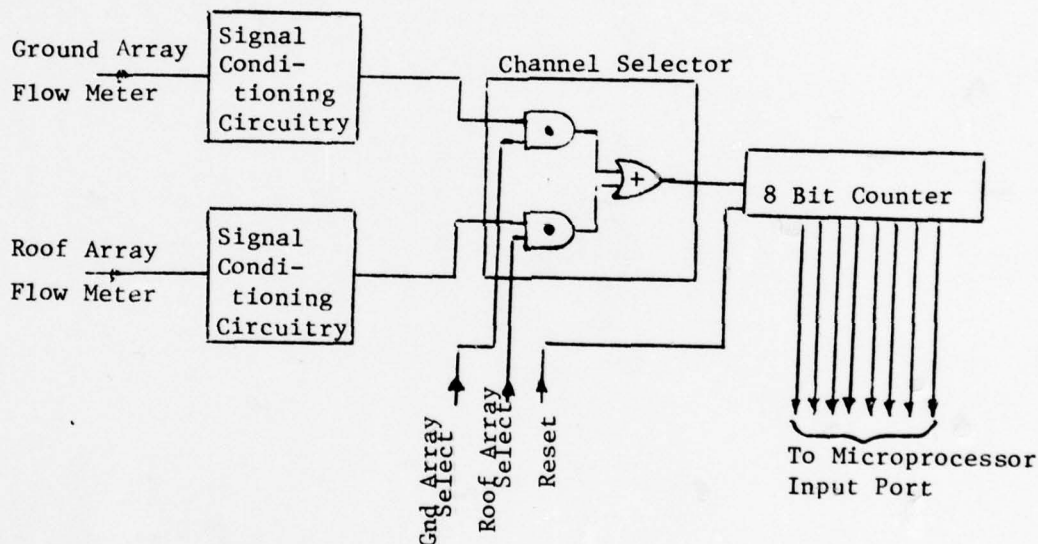 Ground Array
Flow Meter
Signal
Condi-
tioning
Circuitry
Channel Selector
+
8 Bit Counter
Roof Array
Flow Meter
Signal
Condi-
tioning
Circuitry
Gnd Array
Select
Roof Array
Select
Reset
To Microprocessor
Input Port